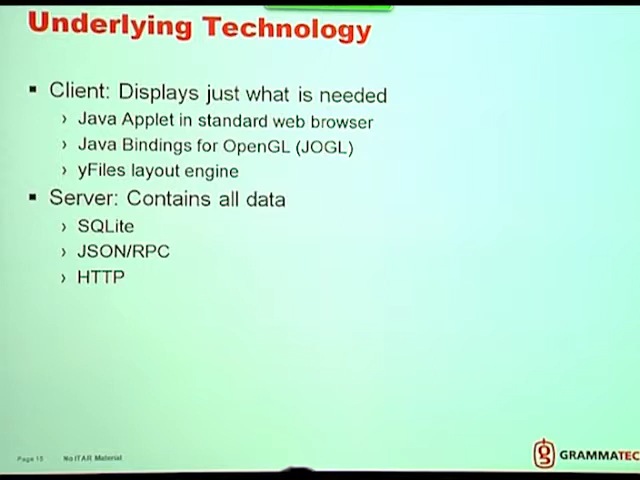 Underlying Technology
▪ Client: Displays just what is needed
› Java Applet in standard web browser
› Java Bindings for OpenGL (JOGL)
› yFiles layout engine
▪ Server: Contains all data
› SQLite
› JSON/RPC
› HTTP
Page 15 No ITAR Material
GRAMMATEC